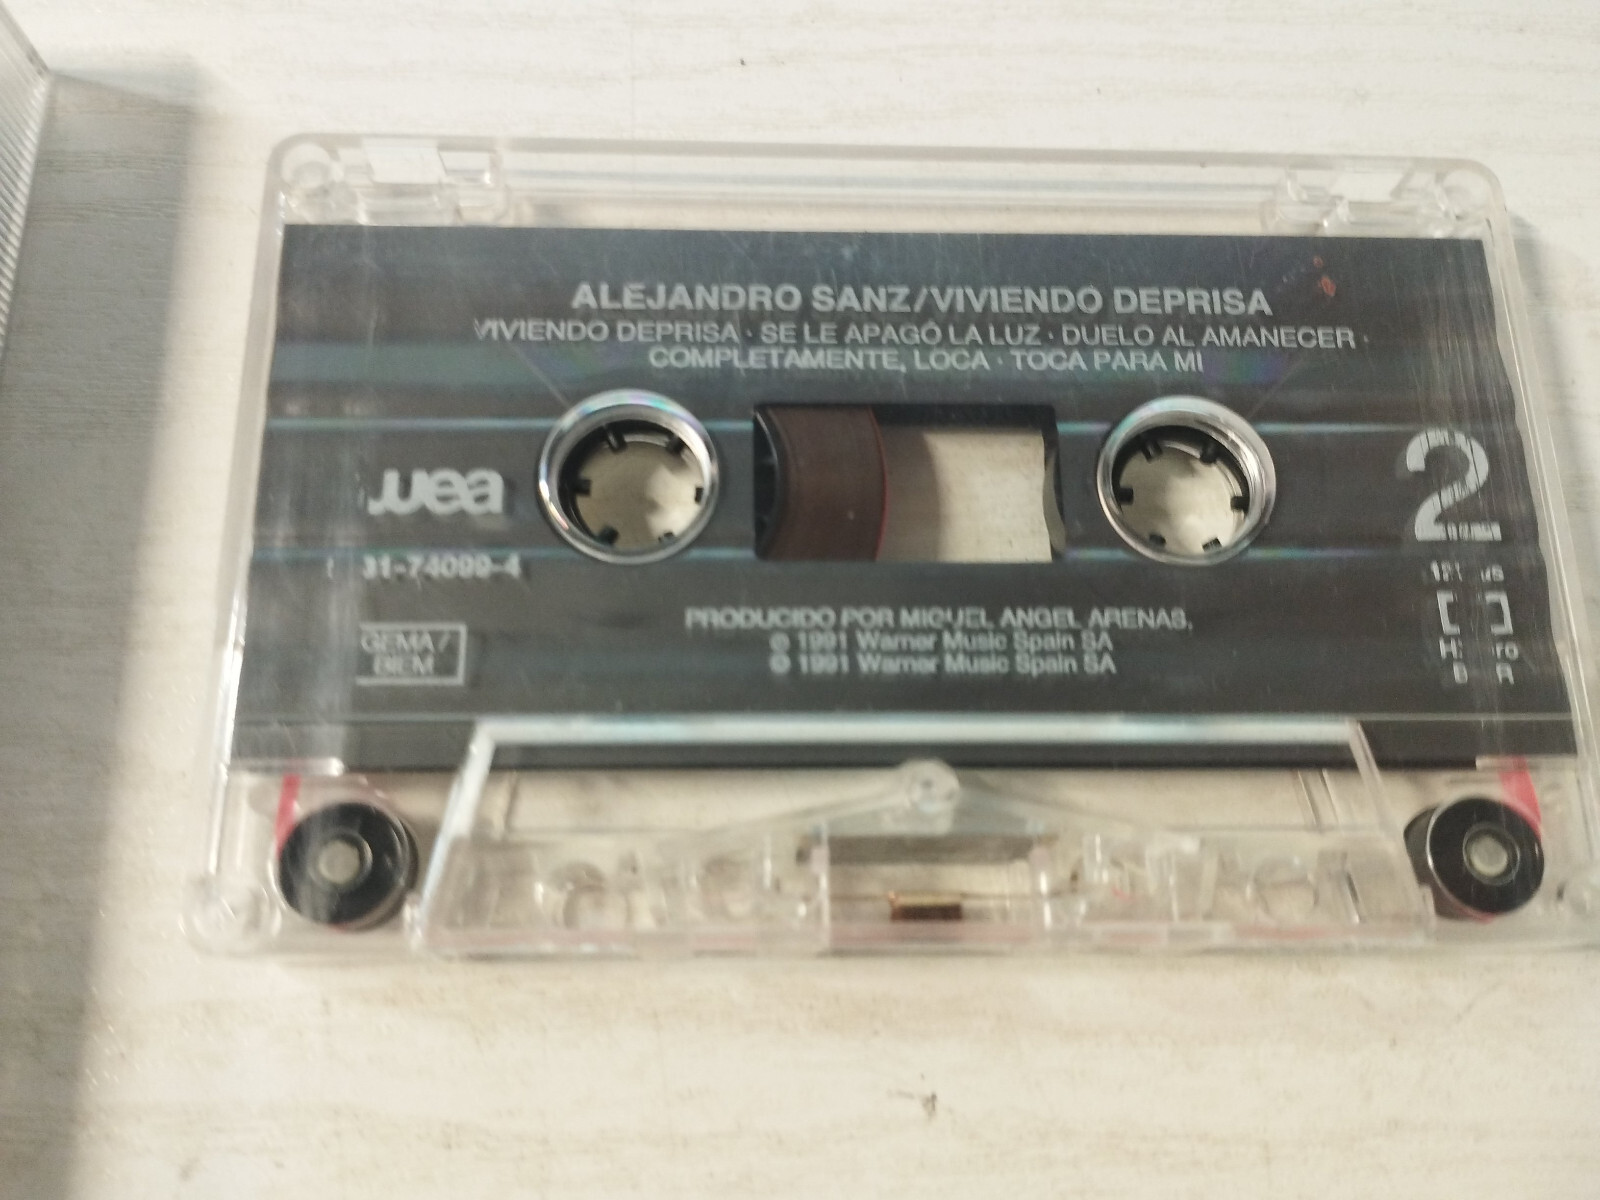 ALEJANDRO SANZ/VIVIENDO DEPRISA
VIVIENDO DEPRISA · SE LE APAGÓ LA LUZ · DUELO AL AMANECER ·
COMPLETAMENTE, LOCA · TOCA PARA MI
wea
2
31-74099-4
GEMA/
BIEM
PRODUCIDO POR MIGUEL ANGEL ARENAS.
℗ 1991 Warner Music Spain SA
© 1991 Warner Music Spain SA